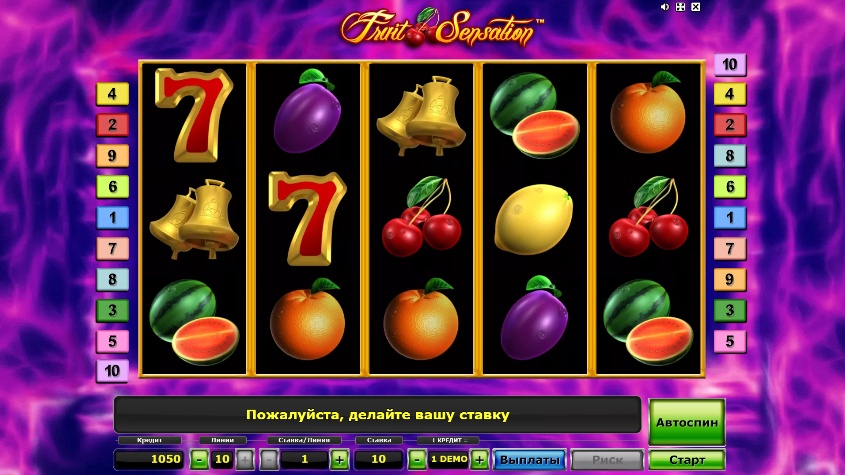 Fruit Sensation™
10
4 4
2 2
9 8
6 6
1 1
7 7
8 9
3 3
5 5
10
Пожалуйста, делайте вашу ставку
Автоспин
Кредит Линии Ставка/Линии Ставка 1 КРЕДИТ =
1050 - 10 + - 1 + 10 - 1 DEMO + Выплаты Риск Старт